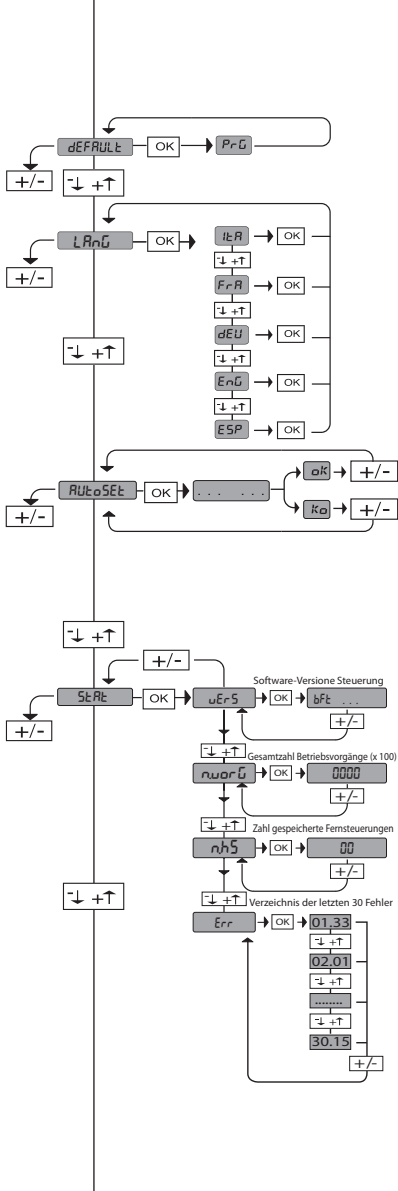 dEFAULt OK PrG
+/- -↓ +↑
LAnG OK ItA OK
+/- -↓ +↑
FrA OK
-↓ +↑
-↓ +↑ dEU OK
-↓ +↑
EnG OK
-↓ +↑
ESP OK
AUtoSEt OK ... ... oK +/-
+/- Ko +/-
-↓ +↑
+/-
Software-Versione Steuerung
StAt OK uErS OK bFt ...
+/- +/-
-↓ +↑ Gesamtzahl Betriebsvorgänge (x 100)
n.uorG OK 0000
+/-
-↓ +↑ Zahl gespeicherte Fernsteuerungen
n.hS OK 00
+/-
-↓ +↑ -↓ +↑ Verzeichnis der letzten 30 Fehler
Err OK 01.33
-↓ +↑
02.01
-↓ +↑
........
-↓ +↑
30.15
+/-